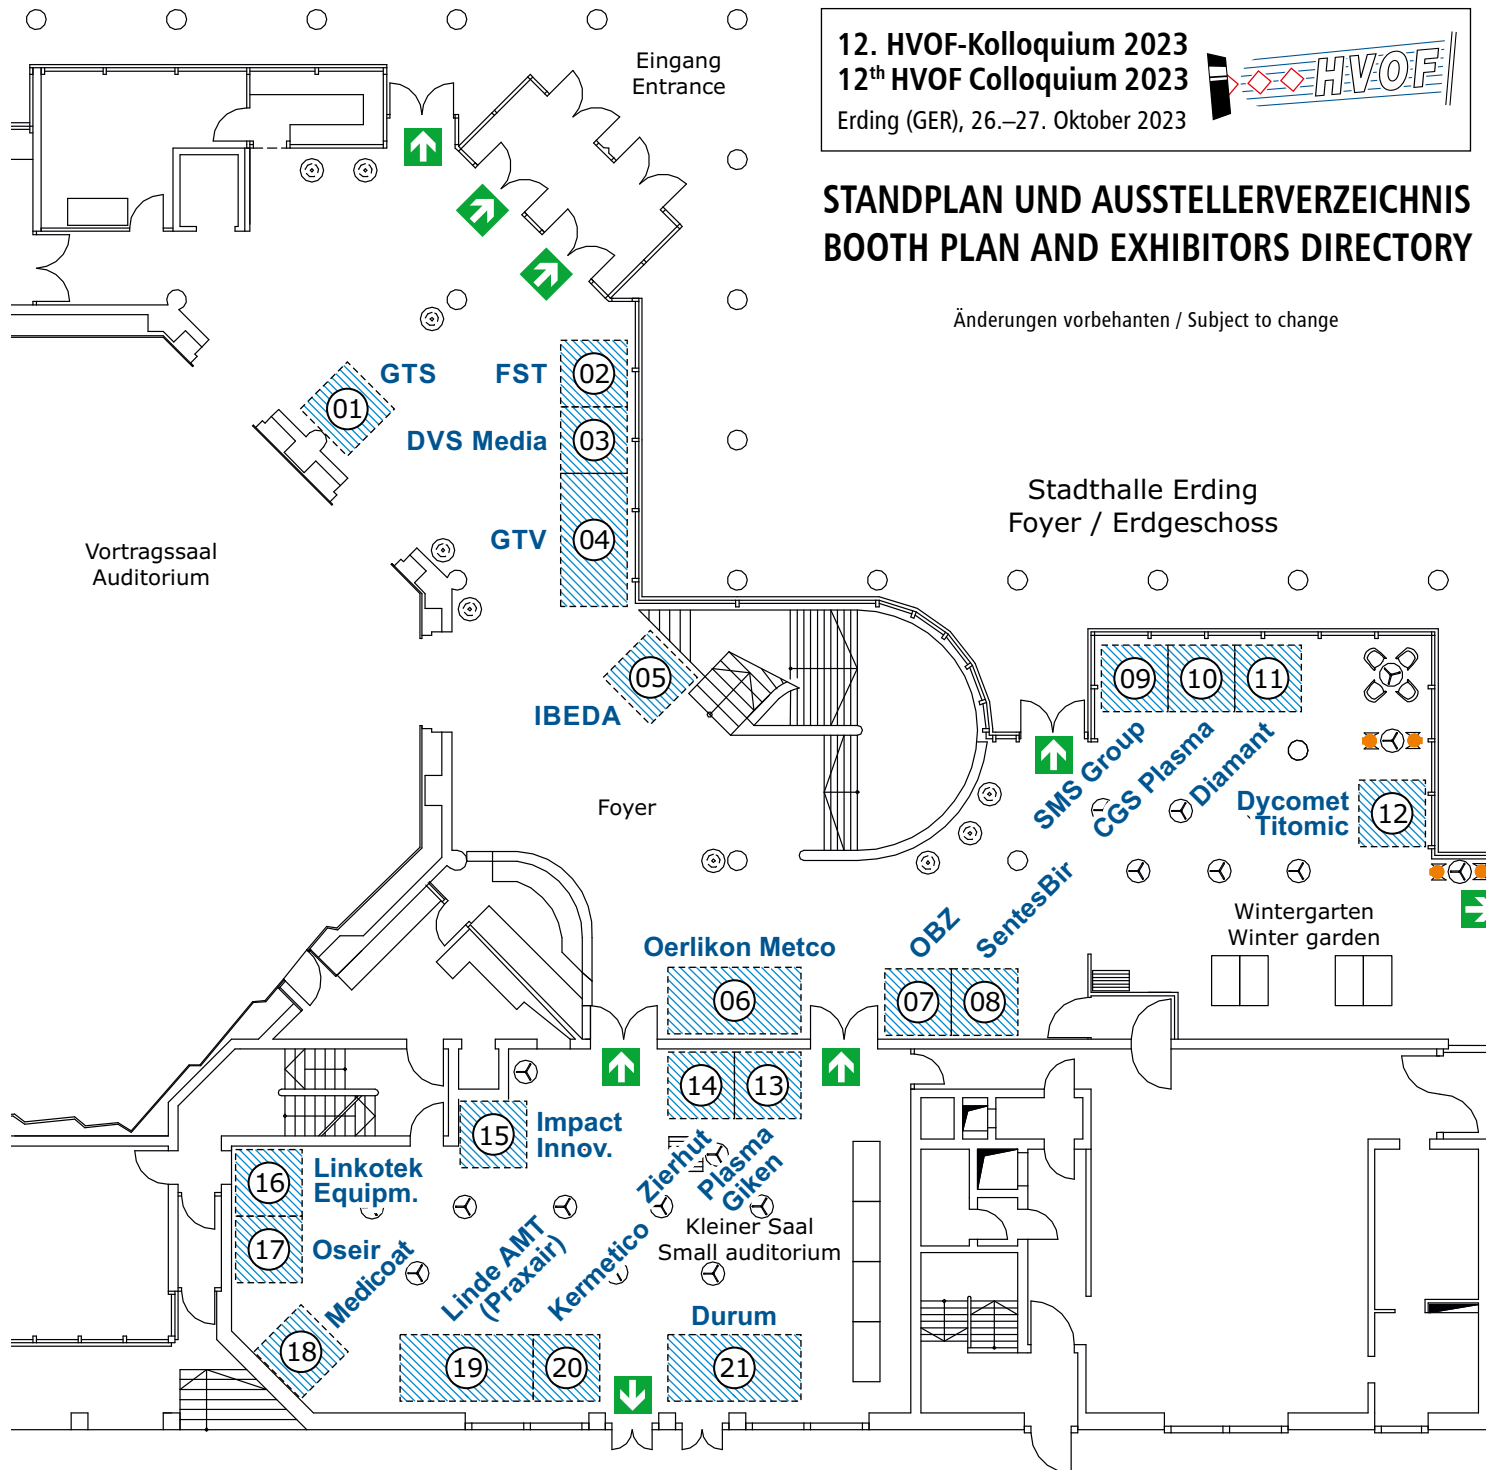 Eingang
Entrance
12. HVOF-Kolloquium 2023
12th HVOF Colloquium 2023
Erding (GER), 26.–27. Oktober 2023
HVOF
STANDPLAN UND AUSSTELLERVERZEICHNIS
BOOTH PLAN AND EXHIBITORS DIRECTORY
Änderungen vorbehanten / Subject to change
GTS
01
FST
02
DVS Media
03
GTV
04
Stadthalle Erding
Foyer / Erdgeschoss
Vortragssaal
Auditorium
05
IBEDA
Foyer
09
10
11
SMS Group
CGS Plasma
Diamant
Dycomet
Titomic
12
Wintergarten
Winter garden
Oerlikon Metco
06
OBZ
07
SentesBir
08
14
13
Zierhut
Plasma
Giken
15
Impact
Innov.
16
Linkotek
Equipm.
17
Oseir
Medicoat
18
Kleiner Saal
Small auditorium
Linde AMT
(Praxair)
19
Kermetico
20
Durum
21